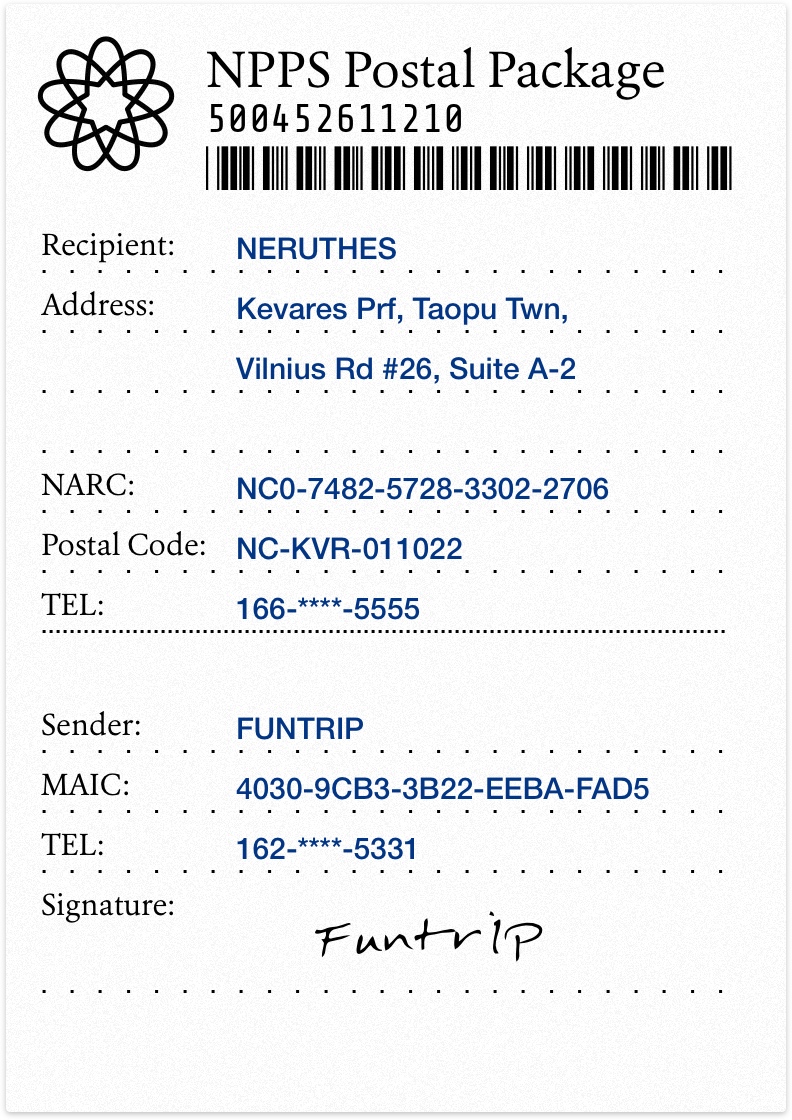 NPPS Postal Package
500452611210
Recipient: NERUTHES
Address: Kevares Prf, Taopu Twn,
Vilnius Rd #26, Suite A-2
NARC: NC0-7482-5728-3302-2706
Postal Code: NC-KVR-011022
TEL: 166-****-5555
Sender: FUNTRIP
MAIC: 4030-9CB3-3B22-EEBA-FAD5
TEL: 162-****-5331
Signature: Funtrip